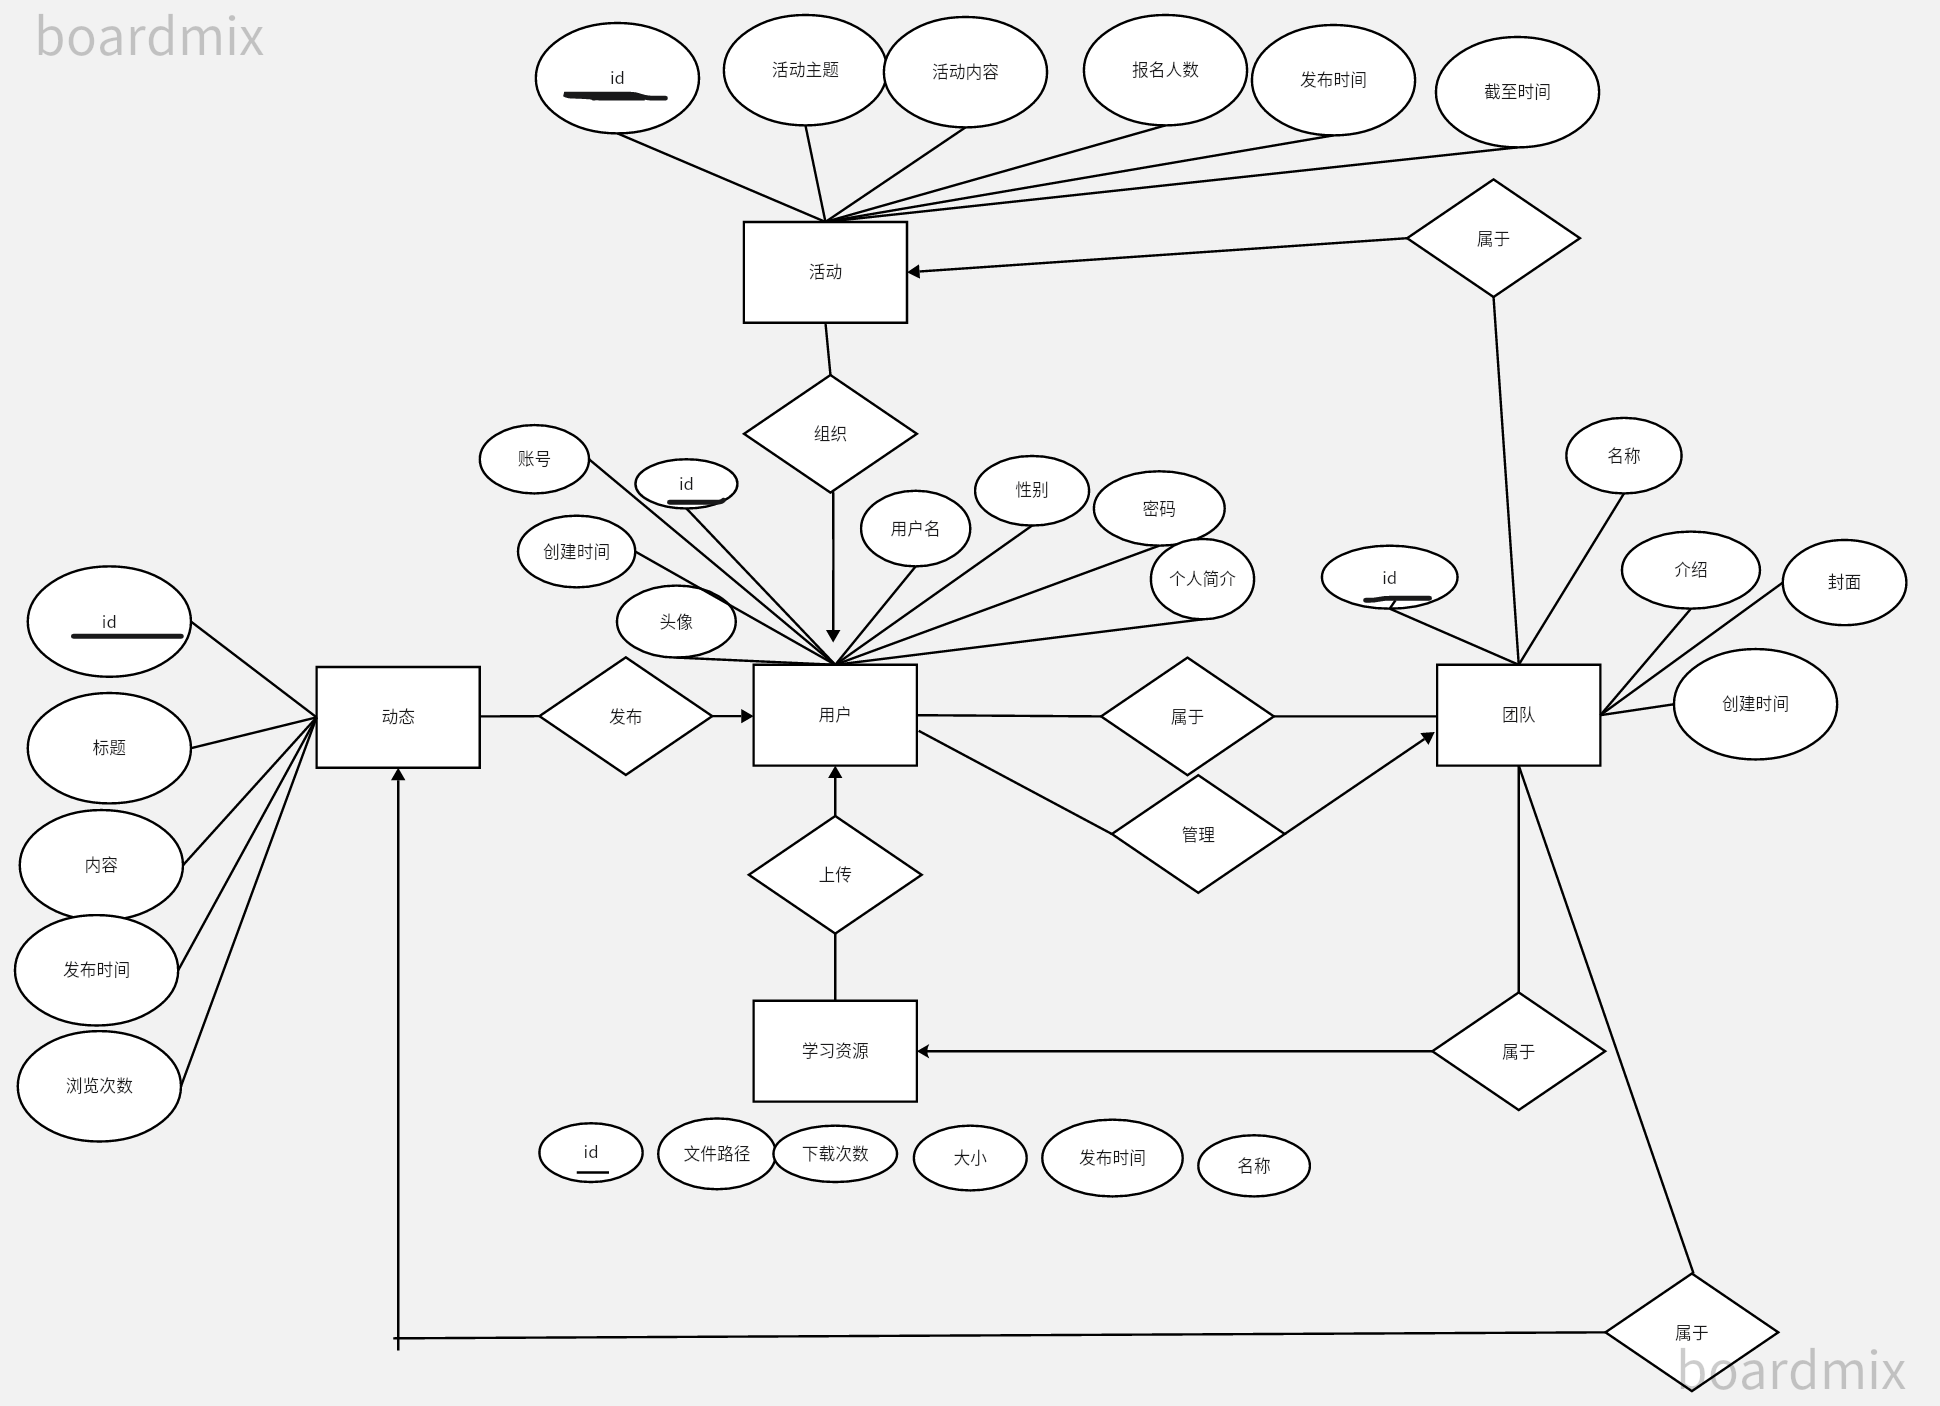 boardmix
id
活动主题
活动内容
报名人数
发布时间
截至时间
属于
活动
组织
账号
id
用户名
性别
密码
名称
创建时间
头像
个人简介
id
介绍
封面
id
标题
内容
发布时间
浏览次数
动态
发布
用户
属于
团队
创建时间
管理
上传
学习资源
属于
id
文件路径
下载次数
大小
发布时间
名称
属于
boardmix